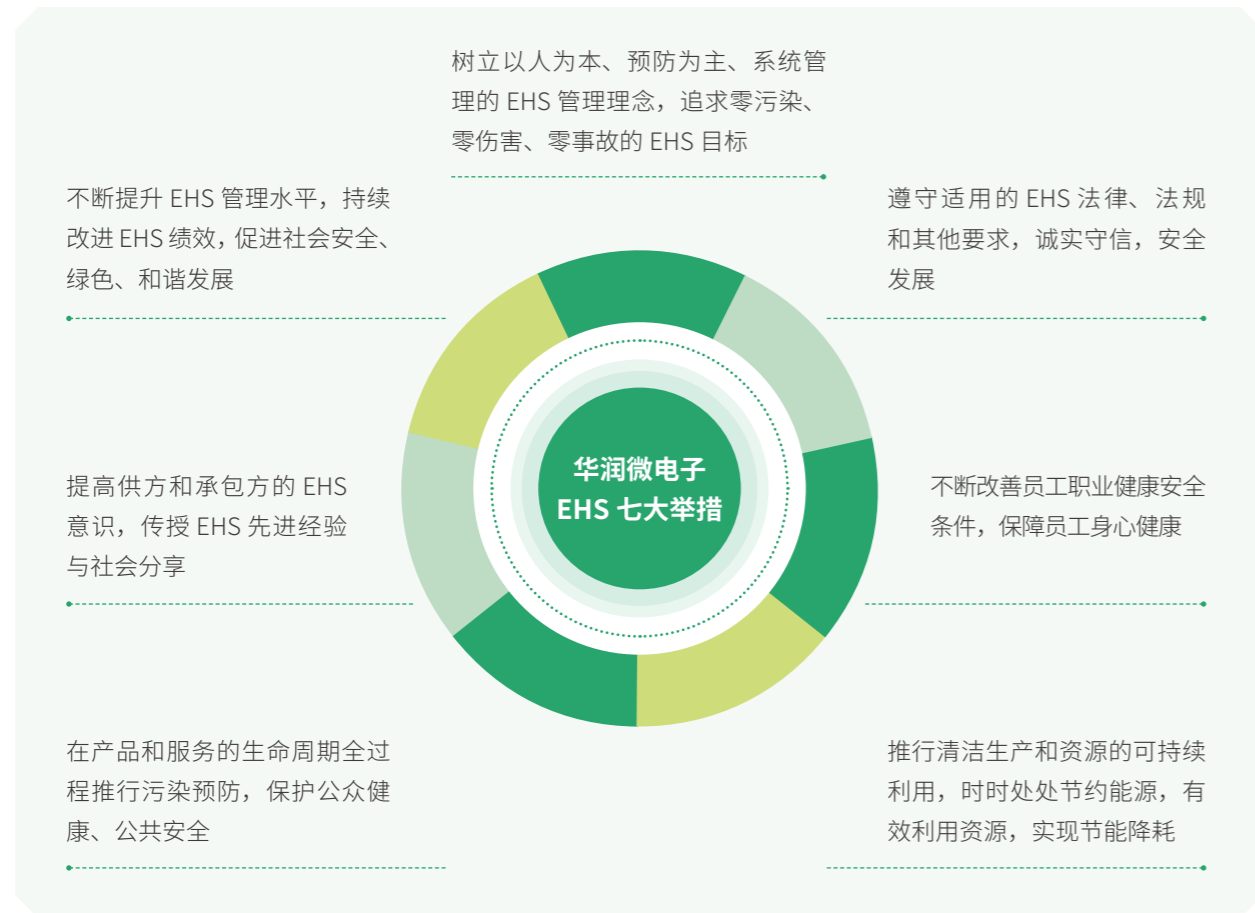 树立以人为本、预防为主、系统管
理的 EHS 管理理念，追求零污染、
零伤害、零事故的 EHS 目标
不断提升 EHS 管理水平，持续
改进 EHS 绩效，促进社会安全、
绿色、和谐发展
遵守适用的 EHS 法律、法规
和其他要求，诚实守信，安全
发展
华润微电子
EHS 七大举措
提高供方和承包方的 EHS
意识，传授 EHS 先进经验
与社会分享
不断改善员工职业健康安全
条件，保障员工身心健康
在产品和服务的生命周期全过
程推行污染预防，保护公众健
康、公共安全
推行清洁生产和资源的可持续
利用，时时处处节约能源，有
效利用资源，实现节能降耗